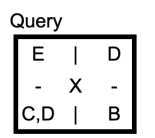 Query
E | D
- X -
C,D | B